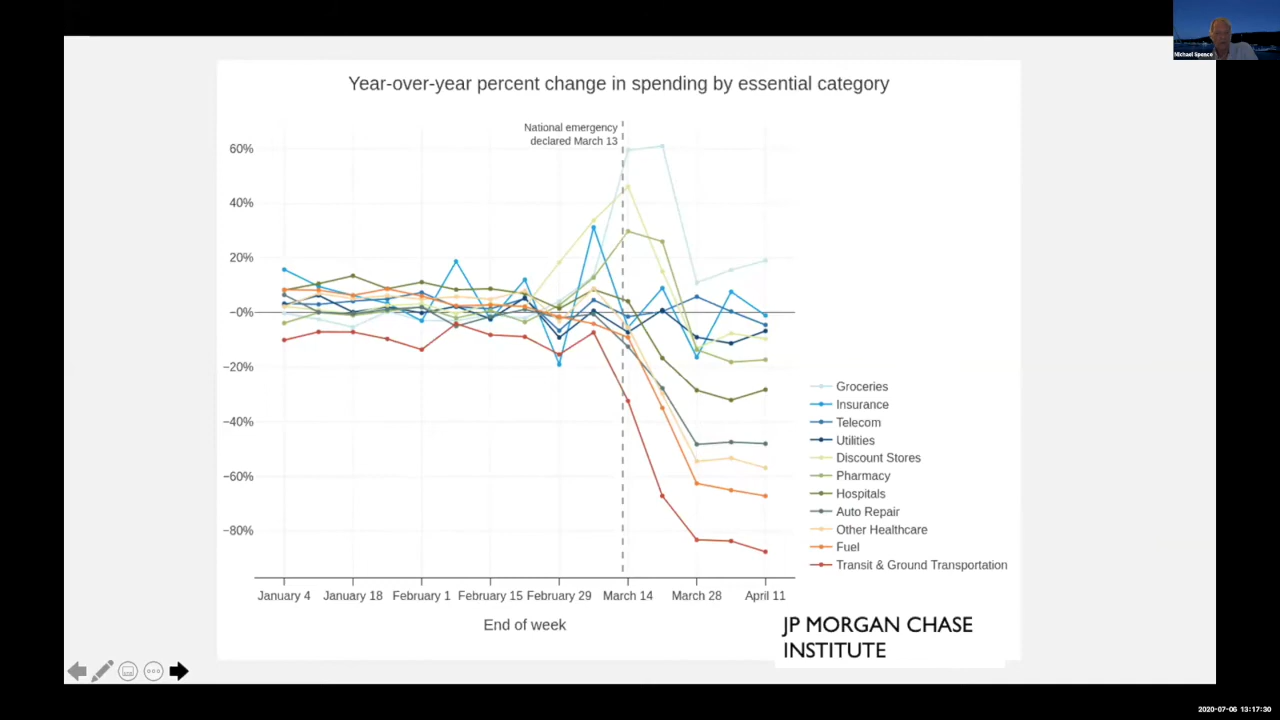 Michael Spence
Year-over-year percent change in spending by essential category
National emergency
declared March 13
60%
40%
20%
−0%
−20%
−40%
−60%
−80%
January 4
January 18
February 1
February 15
February 29
March 14
March 28
April 11
End of week
Groceries
Insurance
Telecom
Utilities
Discount Stores
Pharmacy
Hospitals
Auto Repair
Other Healthcare
Fuel
Transit & Ground Transportation
JP MORGAN CHASE
INSTITUTE
2020-07-06 13:17:30